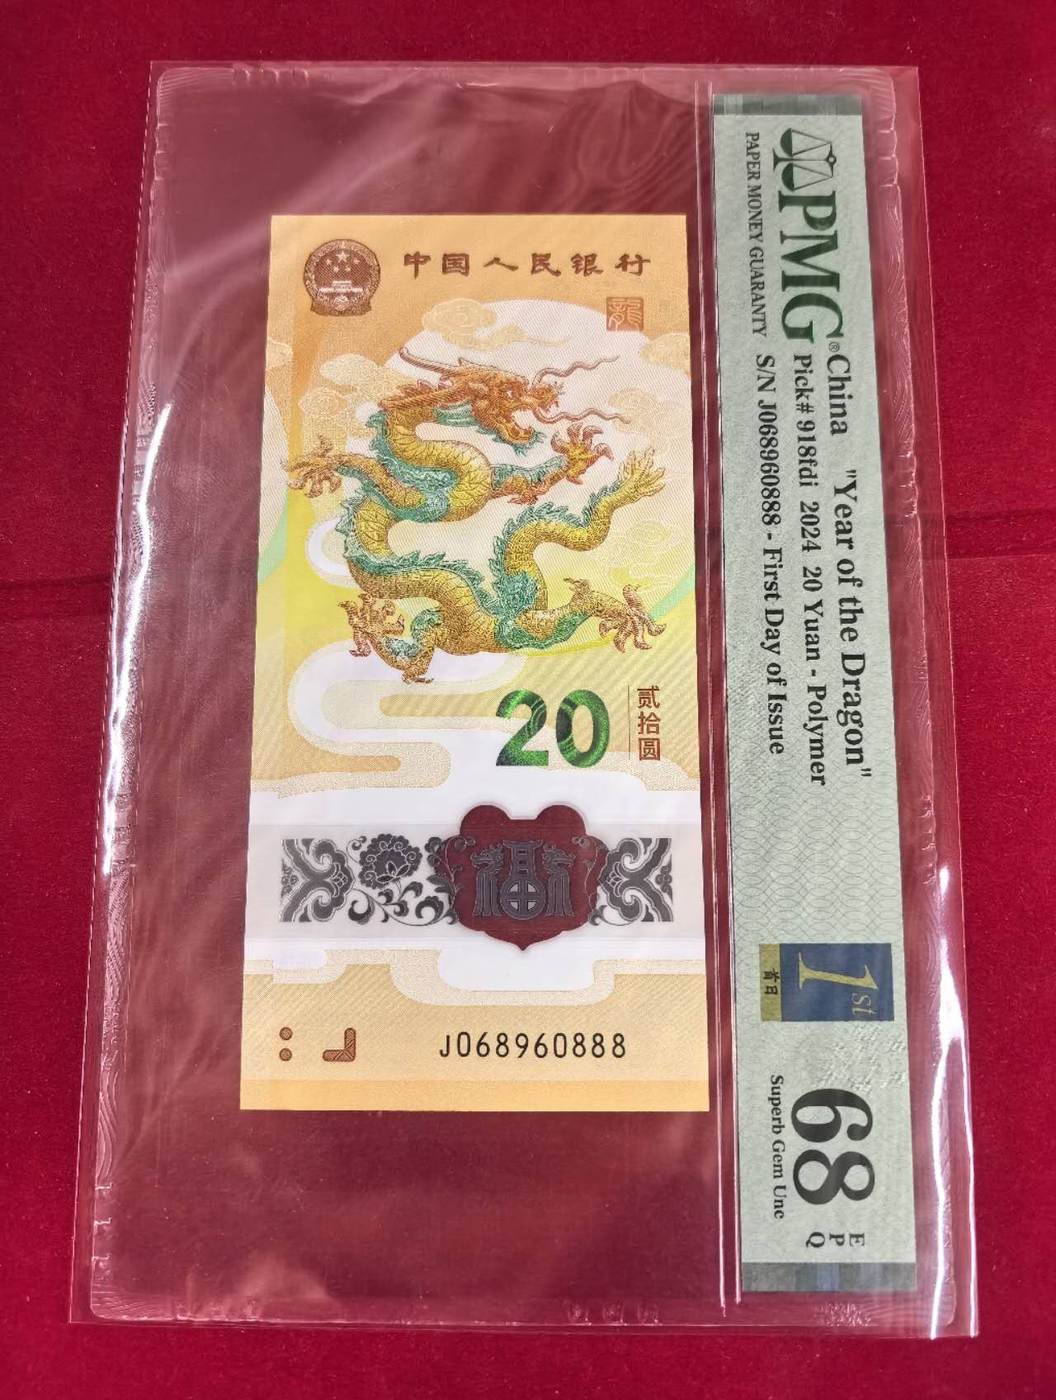 中国人民银行
龍
20
贰拾圆
福
J068960888
PMG®
PAPER MONEY GUARANTY
China "Year of the Dragon"
Pick# 918fdi 2024 20 Yuan - Polymer
S/N J068960888 - First Day of Issue
1st
首日
68 EPQ
Superb Gem Unc